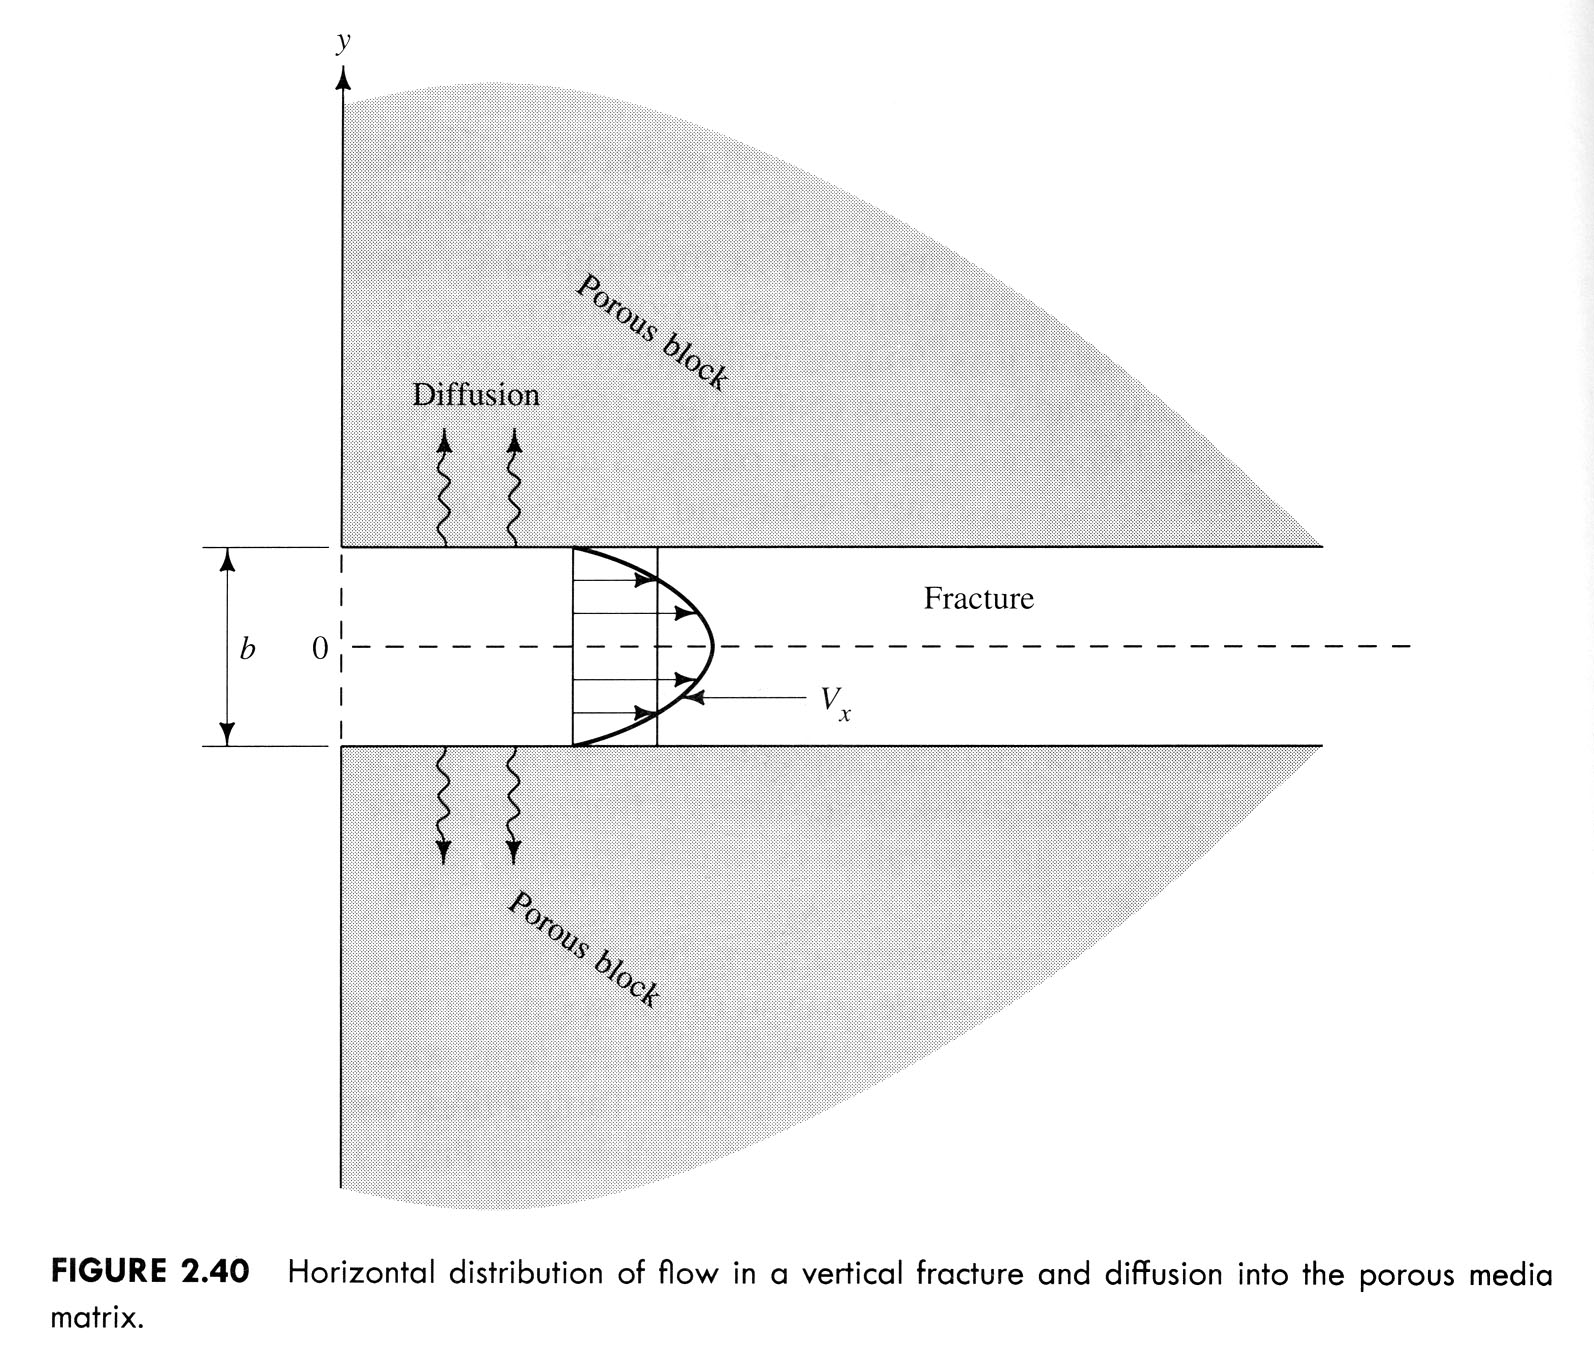 y
Porous block
Diffusion
Fracture
b
0
Vx
Porous block
FIGURE 2.40 Horizontal distribution of flow in a vertical fracture and diffusion into the porous media
matrix.